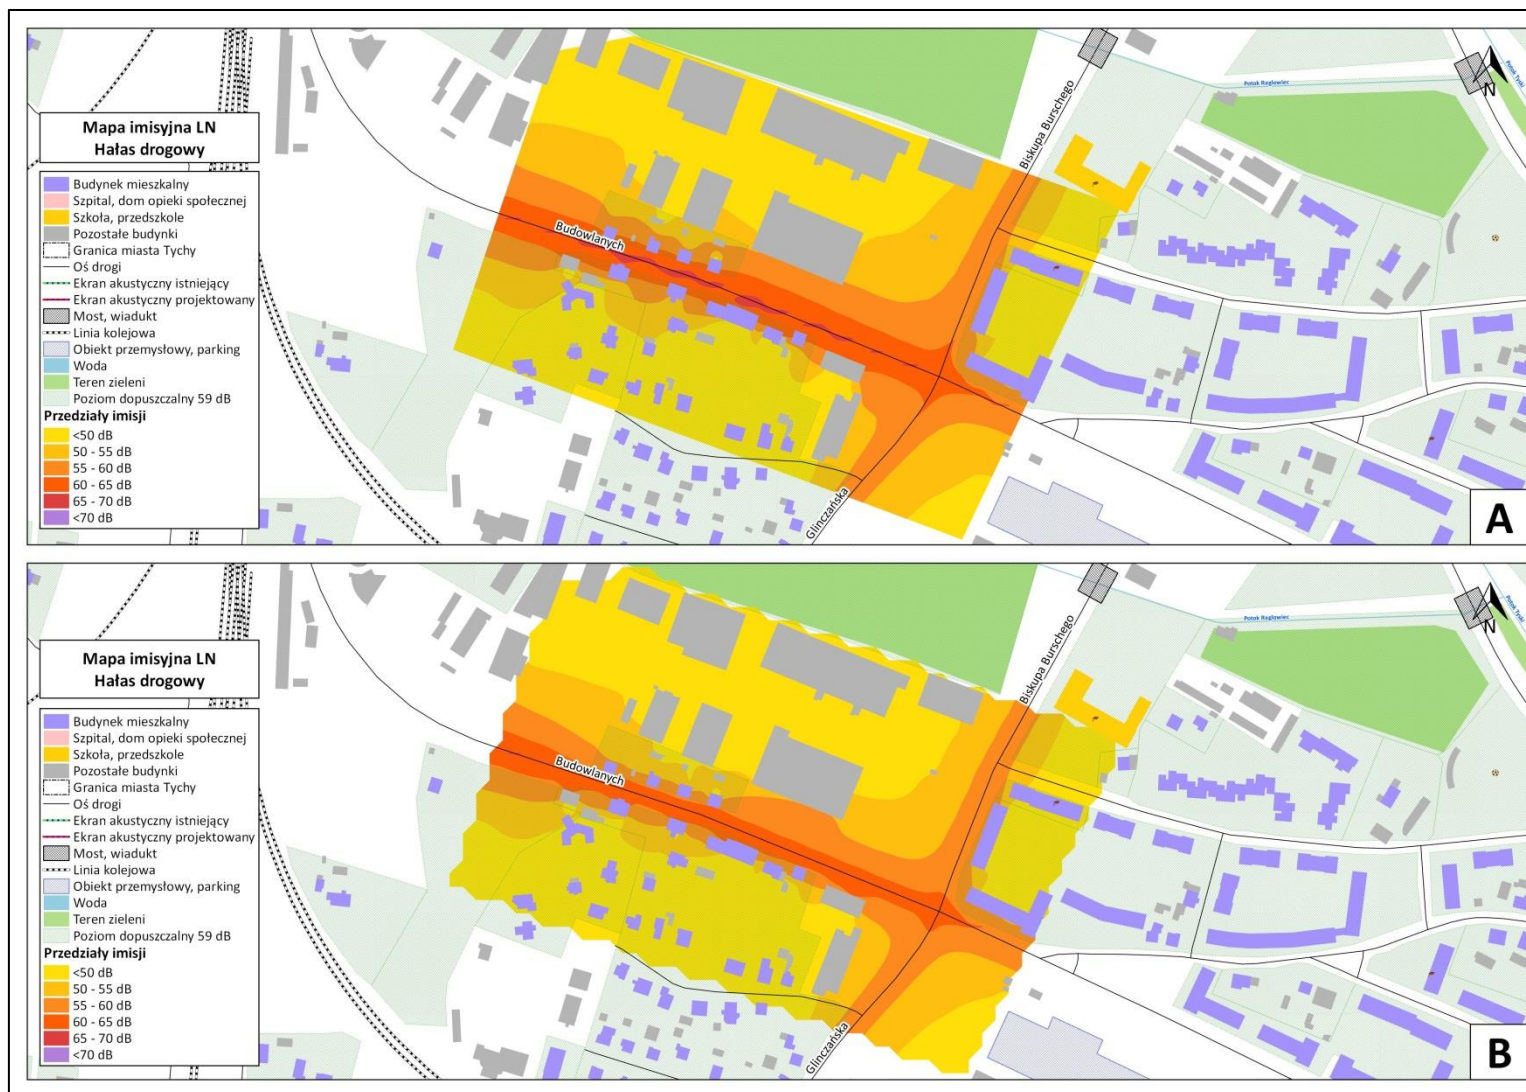 Mapa imisyjna LN
Hałas drogowy
Budynek mieszkalny
Szpital, dom opieki społecznej
Szkoła, przedszkole
Pozostałe budynki
Granica miasta Tychy
Oś drogi
Ekran akustyczny istniejący
Ekran akustyczny projektowany
Most, wiadukt
Linia kolejowa
Obiekt przemysłowy, parking
Woda
Teren zieleni
Poziom dopuszczalny 59 dB
Przedziały imisji
<50 dB
50 - 55 dB
55 - 60 dB
60 - 65 dB
65 - 70 dB
<70 dB
Budowlanych
Biskupa Burschego
Glinczańska
Potok Tyski
N
A
Mapa imisyjna LN
Hałas drogowy
Budynek mieszkalny
Szpital, dom opieki społecznej
Szkoła, przedszkole
Pozostałe budynki
Granica miasta Tychy
Oś drogi
Ekran akustyczny istniejący
Ekran akustyczny projektowany
Most, wiadukt
Linia kolejowa
Obiekt przemysłowy, parking
Woda
Teren zieleni
Poziom dopuszczalny 59 dB
Przedziały imisji
<50 dB
50 - 55 dB
55 - 60 dB
60 - 65 dB
65 - 70 dB
<70 dB
Budowlanych
Biskupa Burschego
Glinczańska
Potok Tyski
N
B